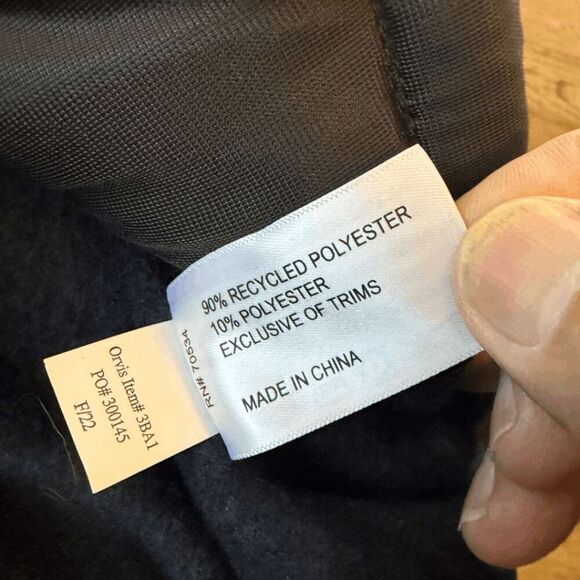 90% RECYCLED POLYESTER
10% POLYESTER
EXCLUSIVE OF TRIMS
MADE IN CHINA
RN# 70534
Orvis Item# 3BA1
PO# 300145
F/22